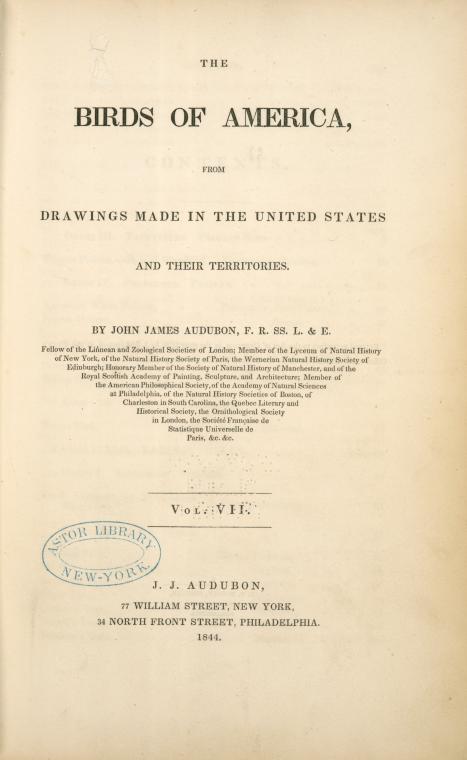 THE
BIRDS OF AMERICA,
FROM
DRAWINGS MADE IN THE UNITED STATES
AND THEIR TERRITORIES.
BY JOHN JAMES AUDUBON, F. R. SS. L. & E.
Fellow of the Linnean and Zoological Societies of London; Member of the Lyceum of Natural History
of New York, of the Natural History Society of Paris, the Wernerian Natural History Society of
Edinburgh; Honorary Member of the Society of Natural History of Manchester, and of the
Royal Scottish Academy of Painting, Sculpture, and Architecture; Member of
the American Philosophical Society, of the Academy of Natural Sciences
at Philadelphia, of the Natural History Societies of Boston, of
Charleston in South Carolina, the Quebec Literary and
Historical Society, the Ornithological Society
in London, the Société Française de
Statistique Universelle de
Paris, &c. &c.
VOL. VII.
ASTOR LIBRARY
NEW-YORK.
J. J. AUDUBON,
77 WILLIAM STREET, NEW YORK,
34 NORTH FRONT STREET, PHILADELPHIA.
1844.